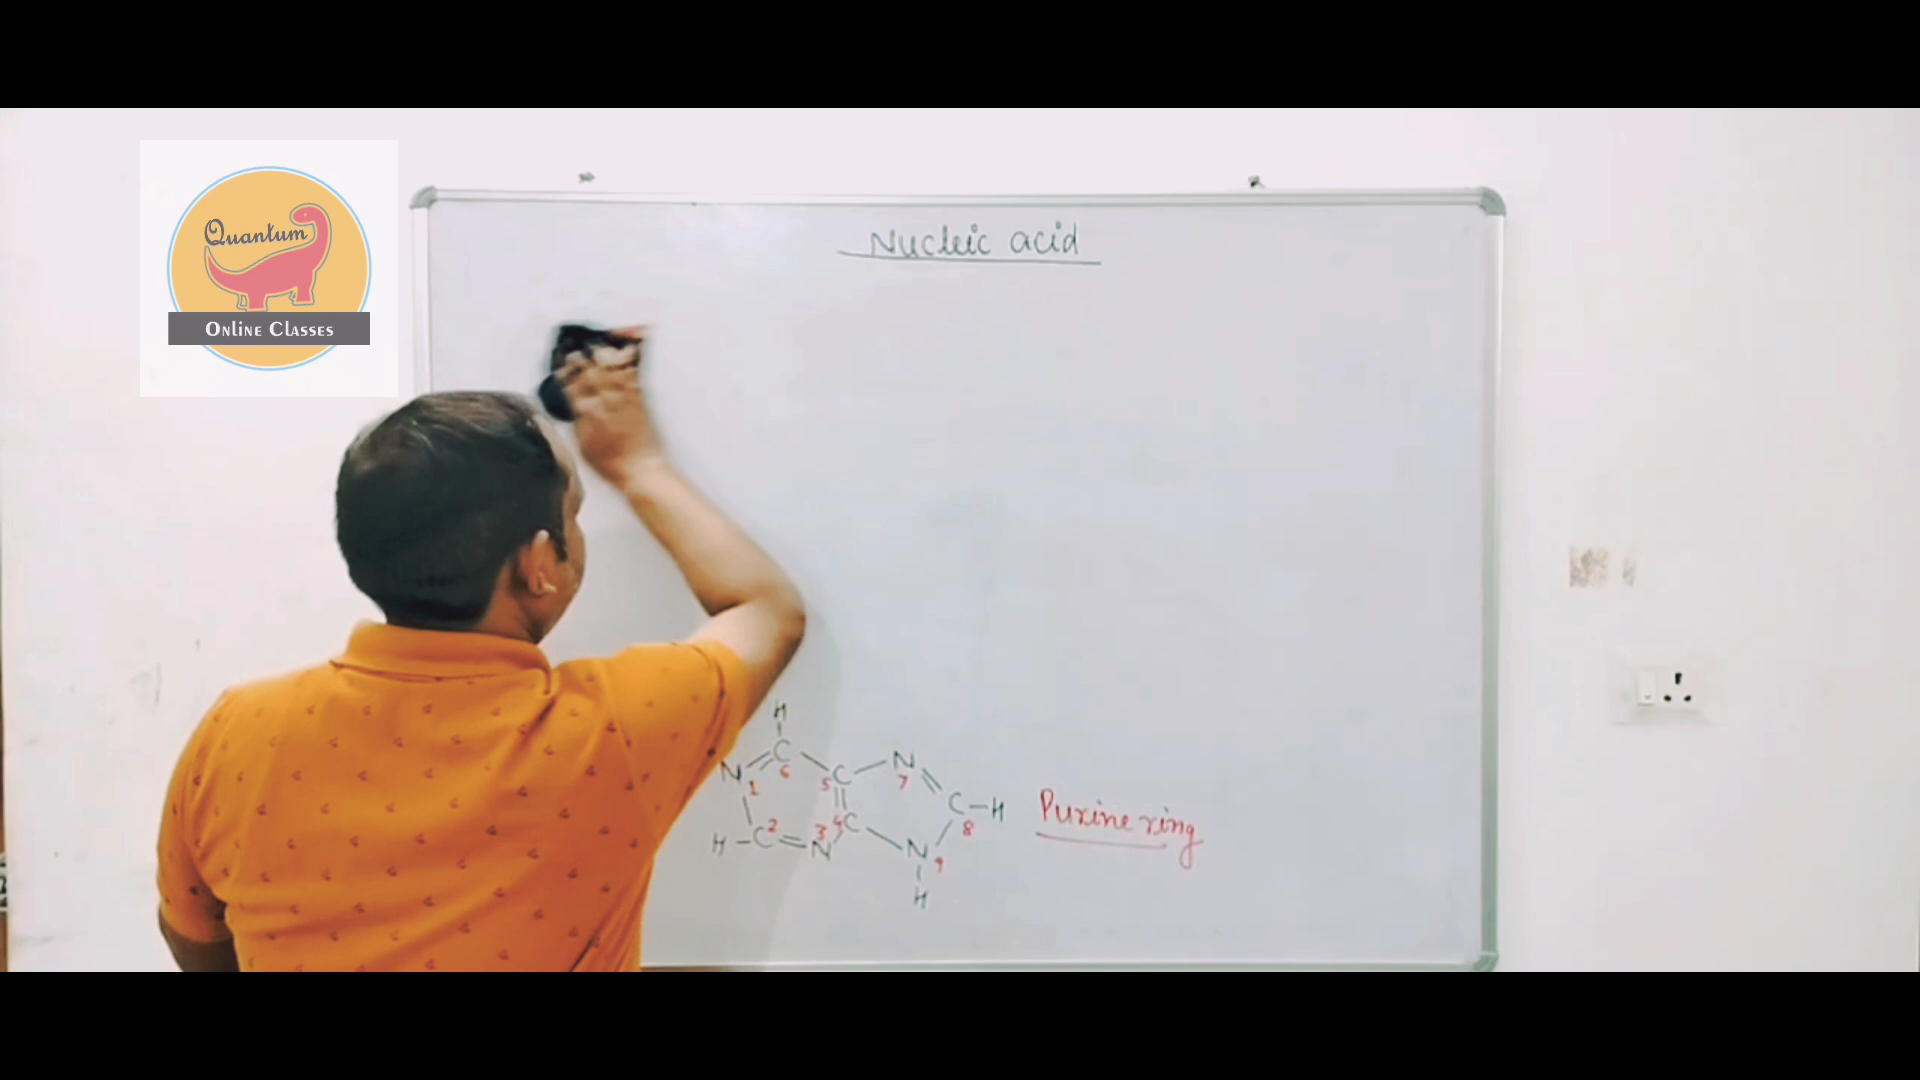 Quantum
Online Classes
Nucleic acid
H
N 1 C 6 5 C N 7
C H 8
H C 2 N 3 4 C N 9
H
Purine ring